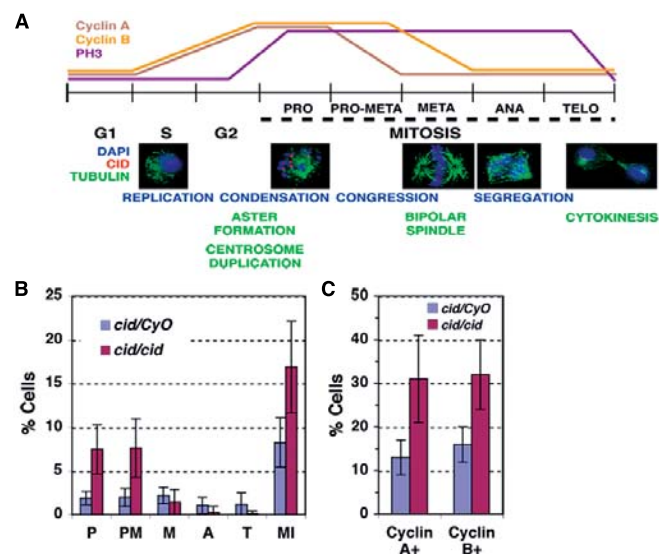 A
Cyclin A
Cyclin B
PH3
PRO PRO-META META ANA TELO
G1 S G2 MITOSIS
DAPI
CID
TUBULIN
REPLICATION CONDENSATION CONGRESSION SEGREGATION
ASTER FORMATION
BIPOLAR SPINDLE
CYTOKINESIS
CENTROSOME DUPLICATION
B
25
20
15
10
5
0
% Cells
cid/CyO
cid/cid
P PM M A T MI
C
50
40
30
20
10
0
% Cells
cid/CyO
cid/cid
Cyclin A+
Cyclin B+